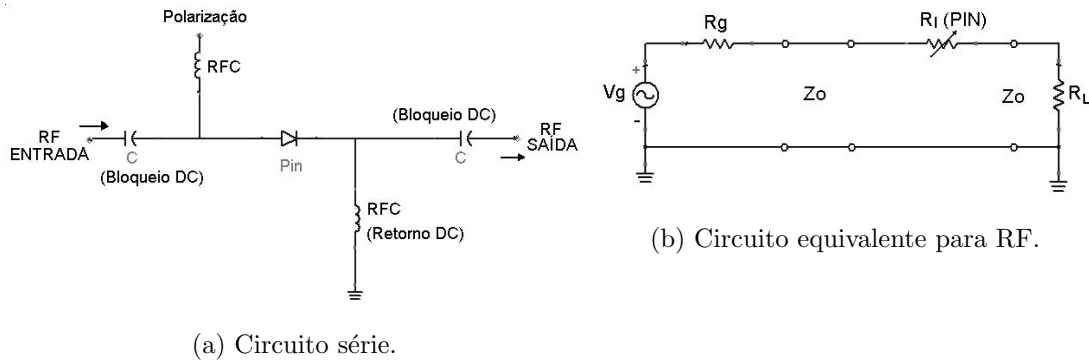 Polarização
RFC
(Bloqueio DC)
RF
ENTRADA
C
(Bloqueio DC)
Pin
C
RF
SAÍDA
RFC
(Retorno DC)
(a) Circuito série.
Rg
RI (PIN)
+
Vg
-
Zo
Zo
RL
(b) Circuito equivalente para RF.